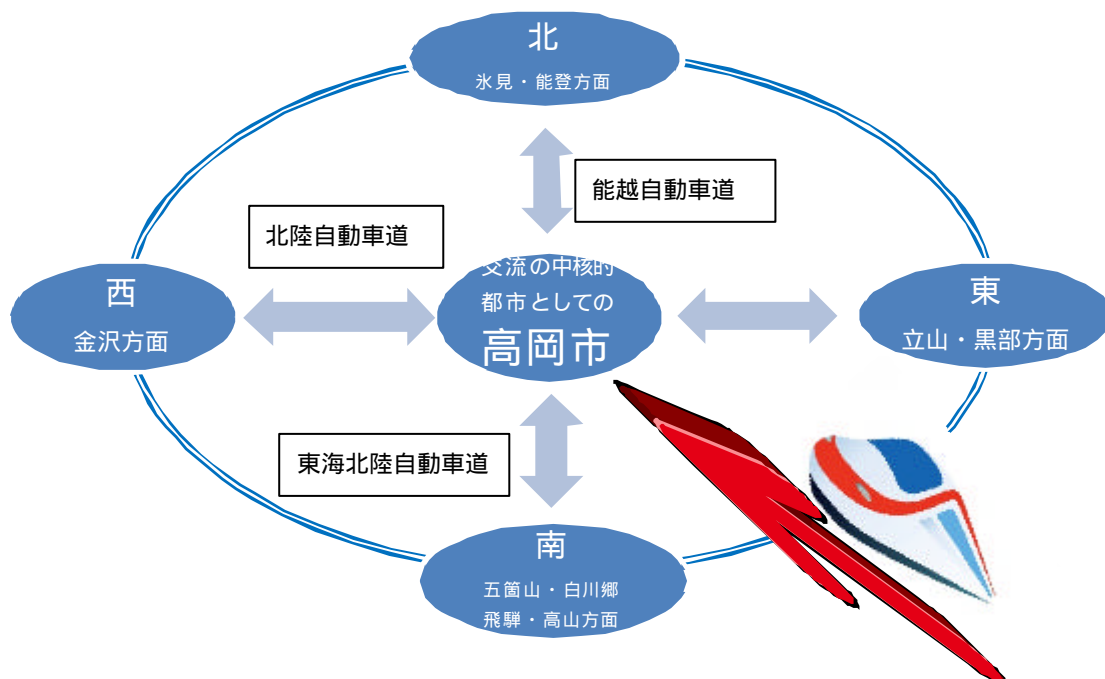 北
氷見・能登方面
能越自動車道
北陸自動車道
西
金沢方面
交流の中核的
都市としての
高岡市
東
立山・黒部方面
東海北陸自動車道
南
五箇山・白川郷
飛騨・高山方面